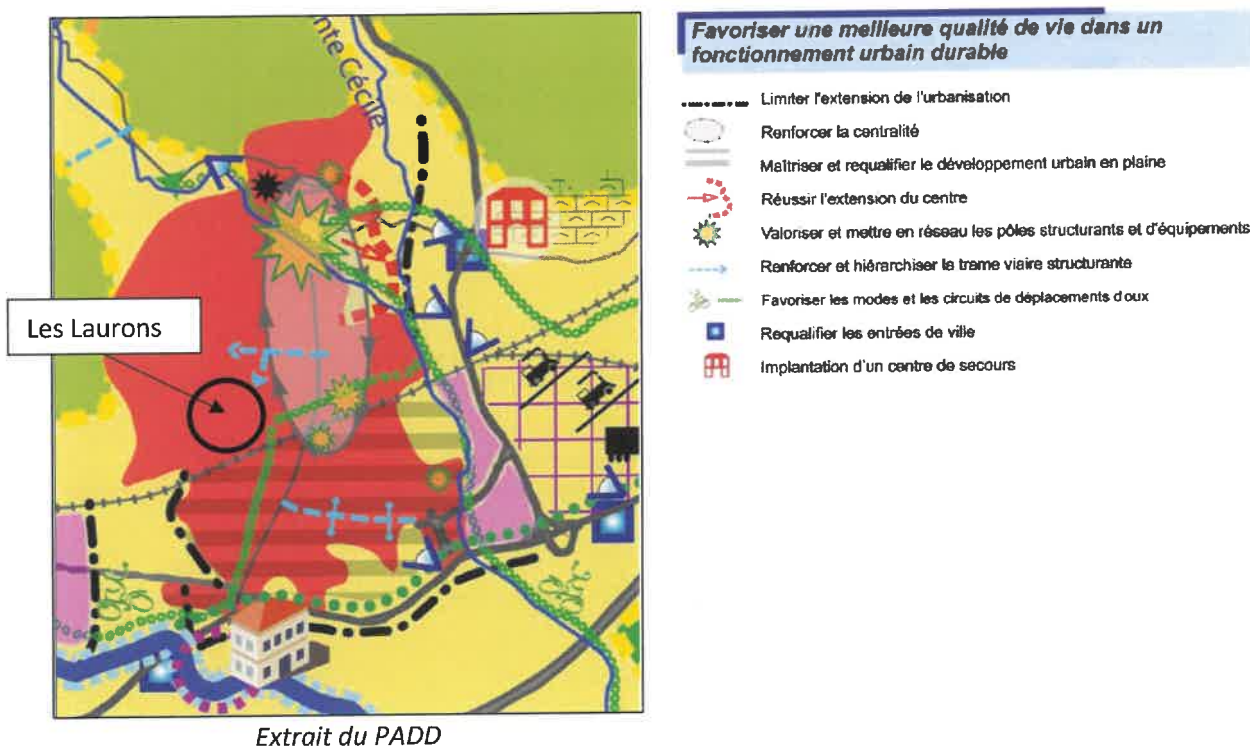 nte Cécile
Les Laurons
Extrait du PADD
Favoriser une meilleure qualité de vie dans un
fonctionnement urbain durable
Limiter l'extension de l'urbanisation
Renforcer la centralité
Maîtriser et requalifier le développement urbain en plaine
Réussir l'extension du centre
Valoriser et mettre en réseau les pôles structurants et d'équipements
Renforcer et hiérarchiser la trame viaire structurante
Favoriser les modes et les circuits de déplacements doux
Requalifier les entrées de ville
Implantation d'un centre de secours